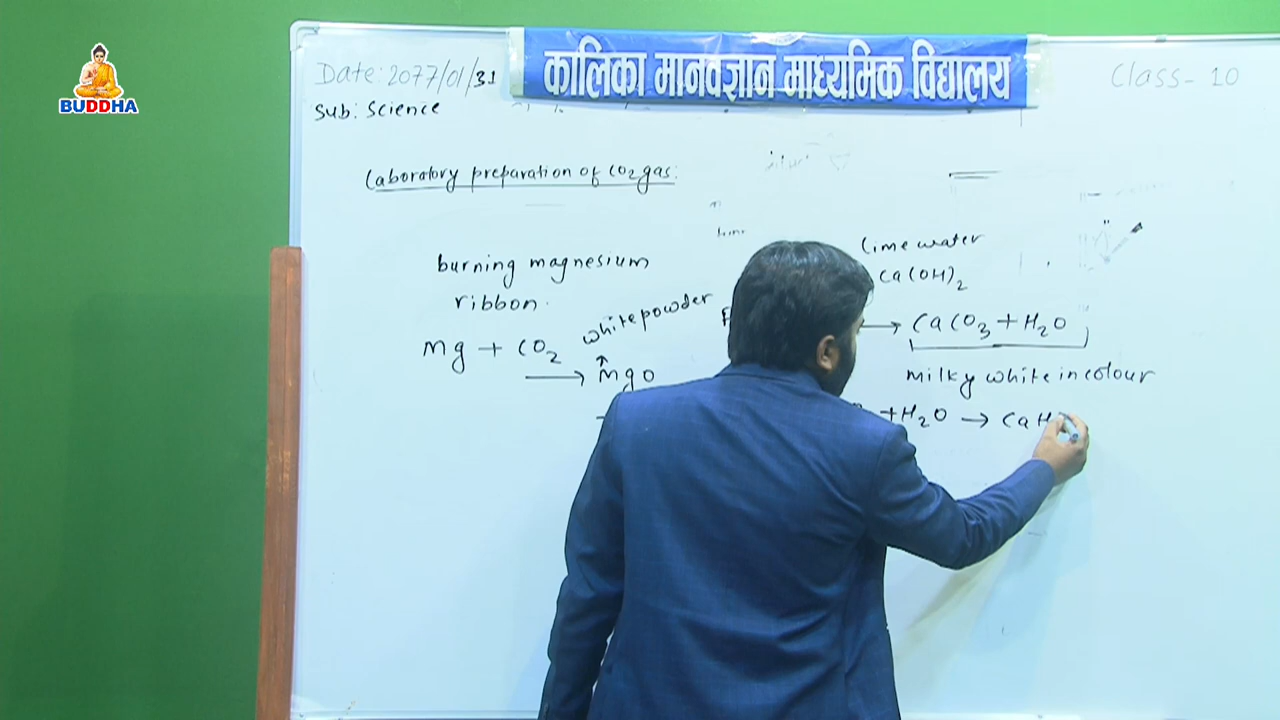 BUDDHA
कालिका मानवज्ञान माध्यमिक विद्यालय
Date: 2077/01/31
Class- 10
Sub: Science
Laboratory preparation of CO2 gas:
burning magnesium
ribbon.
Mg + CO2
white powder
→ MgO
lime water
Ca(OH)2
→ CaCO3 + H2O
milky white in colour
+H2O → CaH